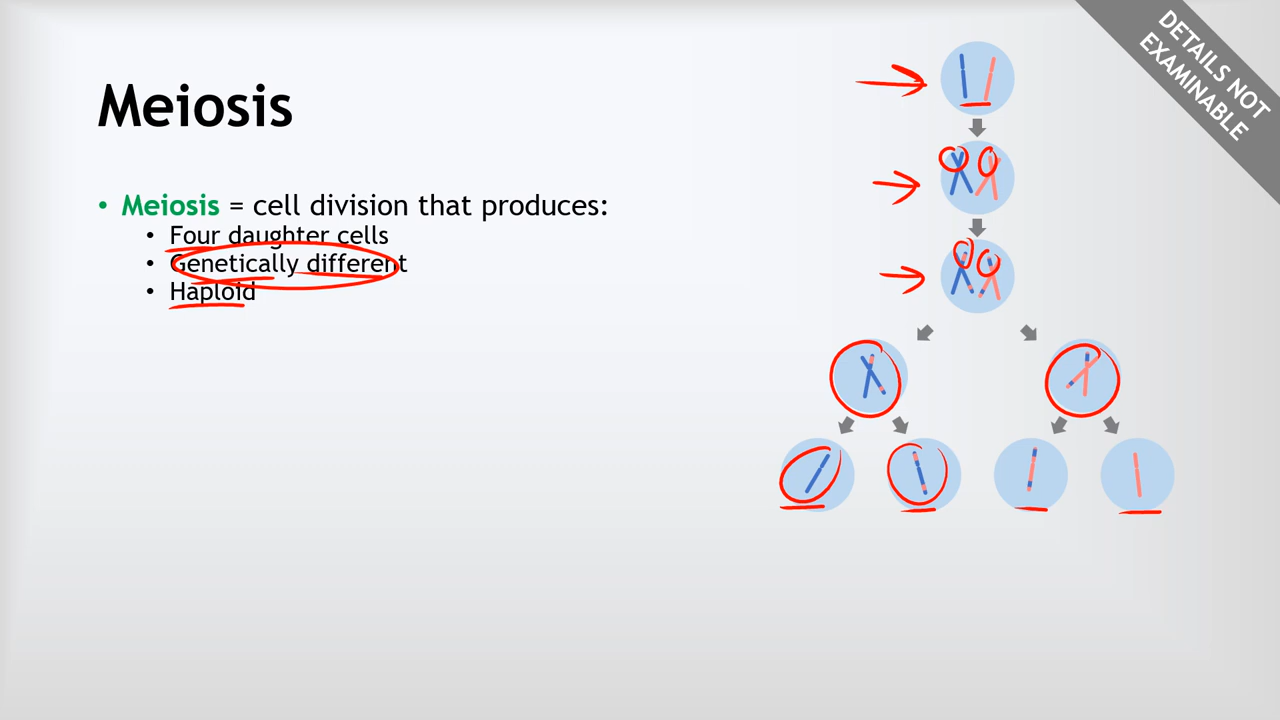 Meiosis
• Meiosis = cell division that produces:
• Four daughter cells
• Genetically different
• Haploid
DETAILS NOT
EXAMINABLE